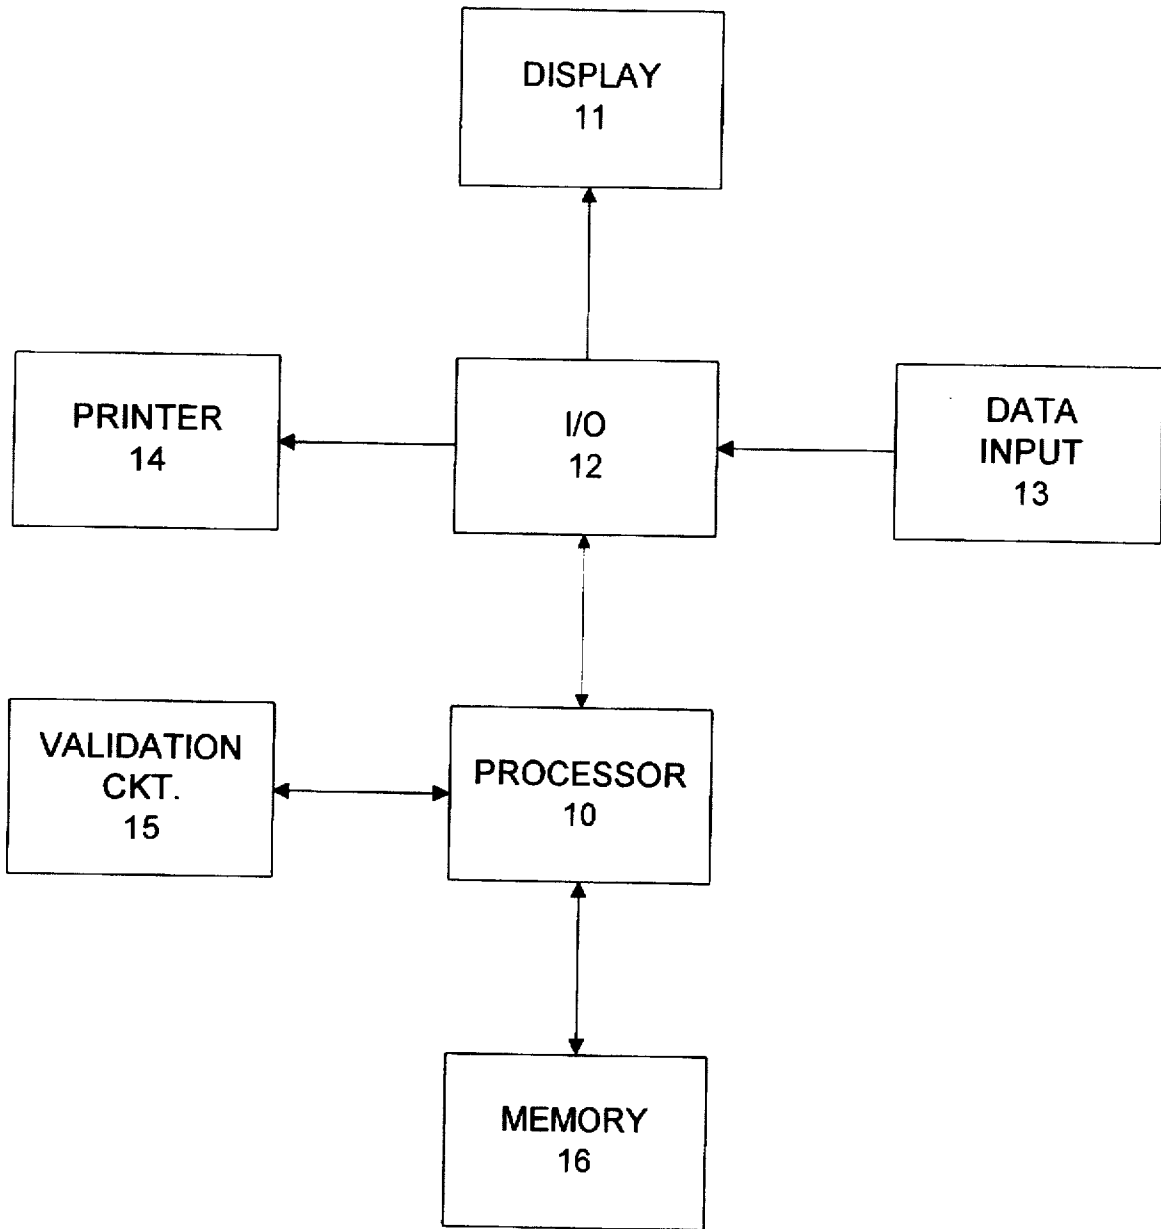 DISPLAY
11
PRINTER
14
I/O
12
DATA
INPUT
13
VALIDATION
CKT.
15
PROCESSOR
10
MEMORY
16